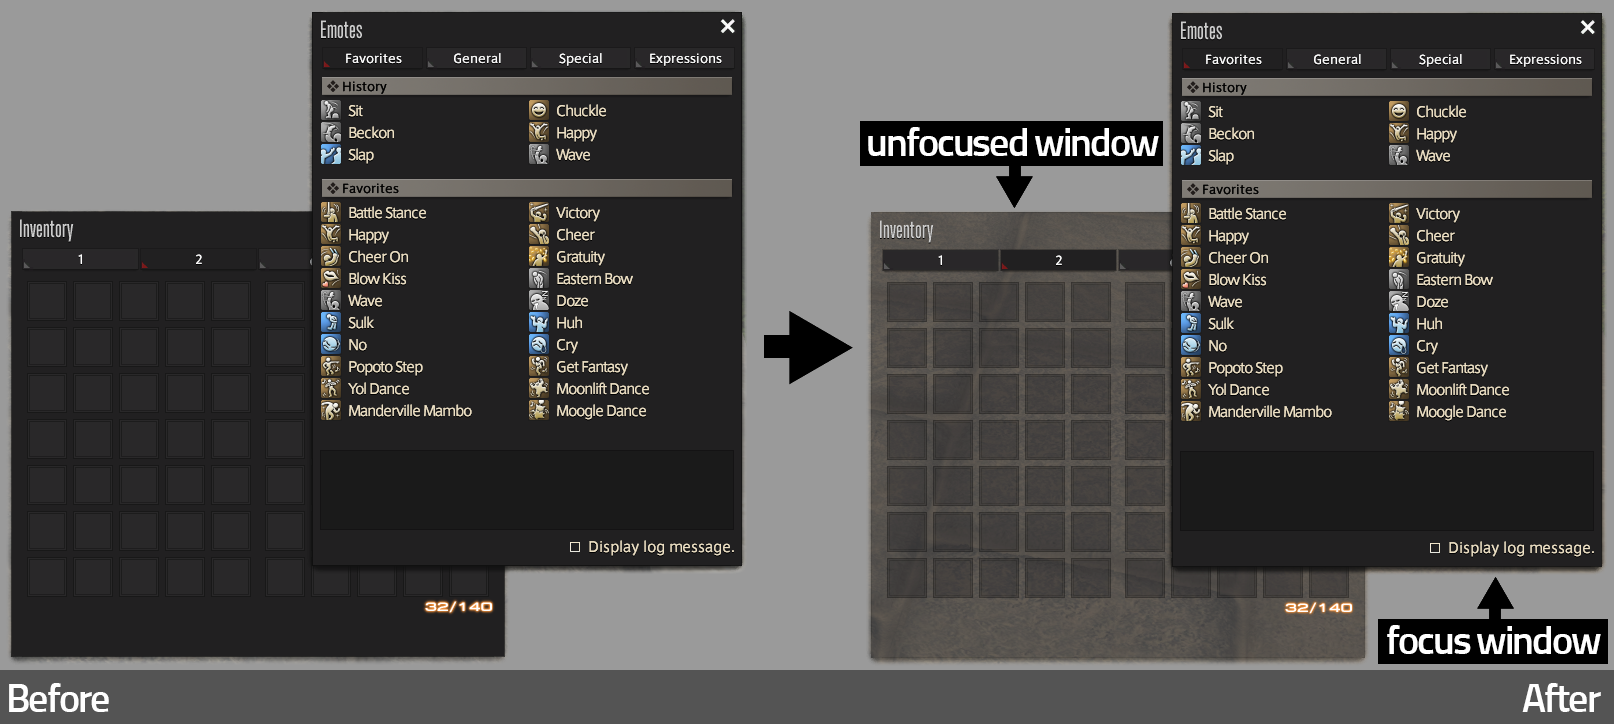 Emotes
Favorites General Special Expressions
History
Sit Chuckle
Beckon Happy
Slap Wave
Favorites
Battle Stance Victory
Happy Cheer
Cheer On Gratuity
Blow Kiss Eastern Bow
Wave Doze
Sulk Huh
No Cry
Popoto Step Get Fantasy
Yol Dance Moonlift Dance
Manderville Mambo Moogle Dance
Display log message.
Inventory
1 2
32/140
Before
unfocused window
Emotes
Favorites General Special Expressions
History
Sit Chuckle
Beckon Happy
Slap Wave
Favorites
Battle Stance Victory
Happy Cheer
Cheer On Gratuity
Blow Kiss Eastern Bow
Wave Doze
Sulk Huh
No Cry
Popoto Step Get Fantasy
Yol Dance Moonlift Dance
Manderville Mambo Moogle Dance
Display log message.
Inventory
1 2
32/140
focus window
After